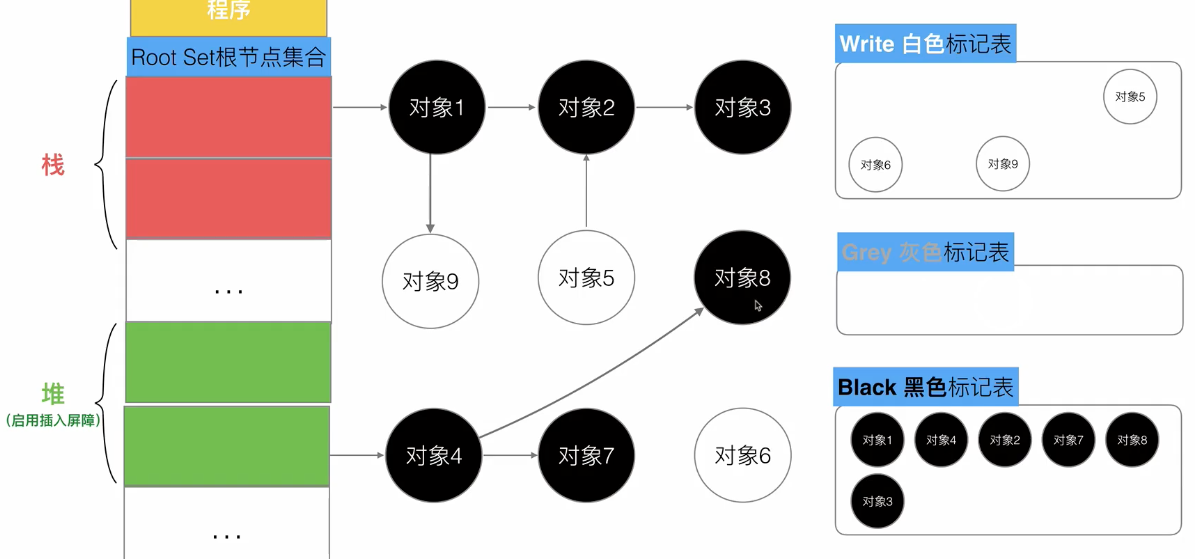 程序
Root Set根节点集合
栈
...
堆
(启用插入屏障)
...
对象1
对象2
对象3
对象9
对象5
对象8
对象4
对象7
对象6
Write 白色标记表
对象5
对象6
对象9
Grey 灰色标记表
Black 黑色标记表
对象1
对象4
对象2
对象7
对象8
对象3